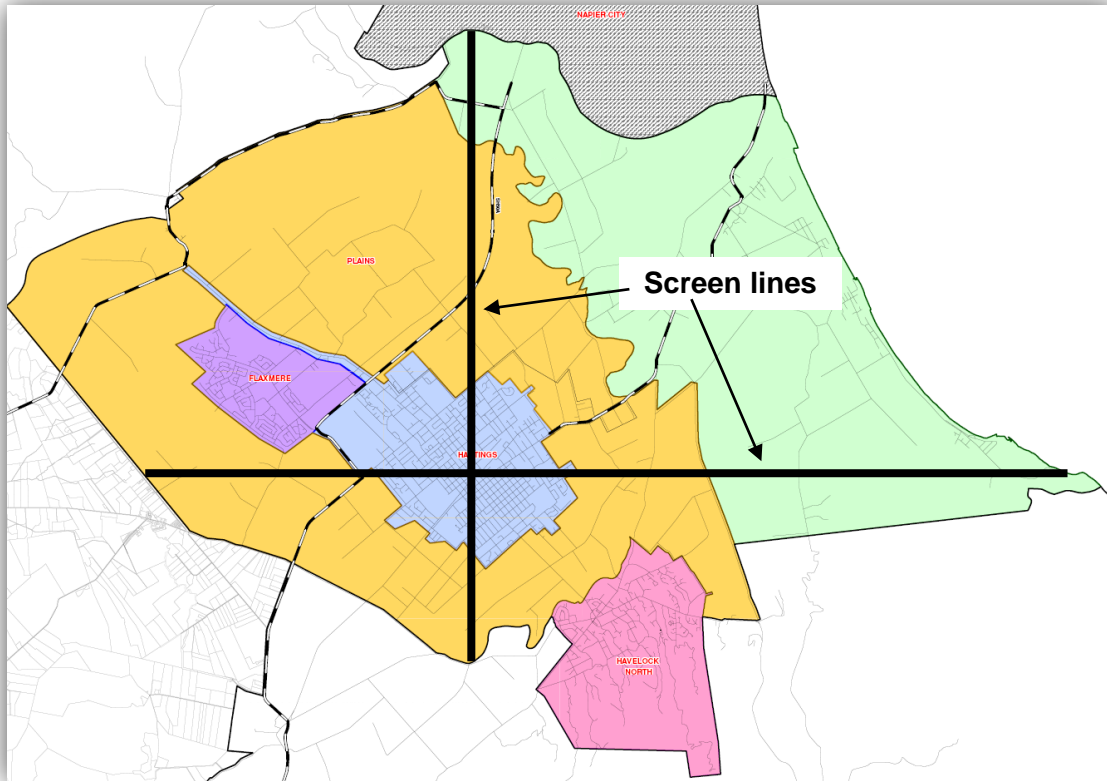 NAPIER CITY
PLAINS
Screen lines
FLAXMERE
HASTINGS
HAVELOCK
NORTH